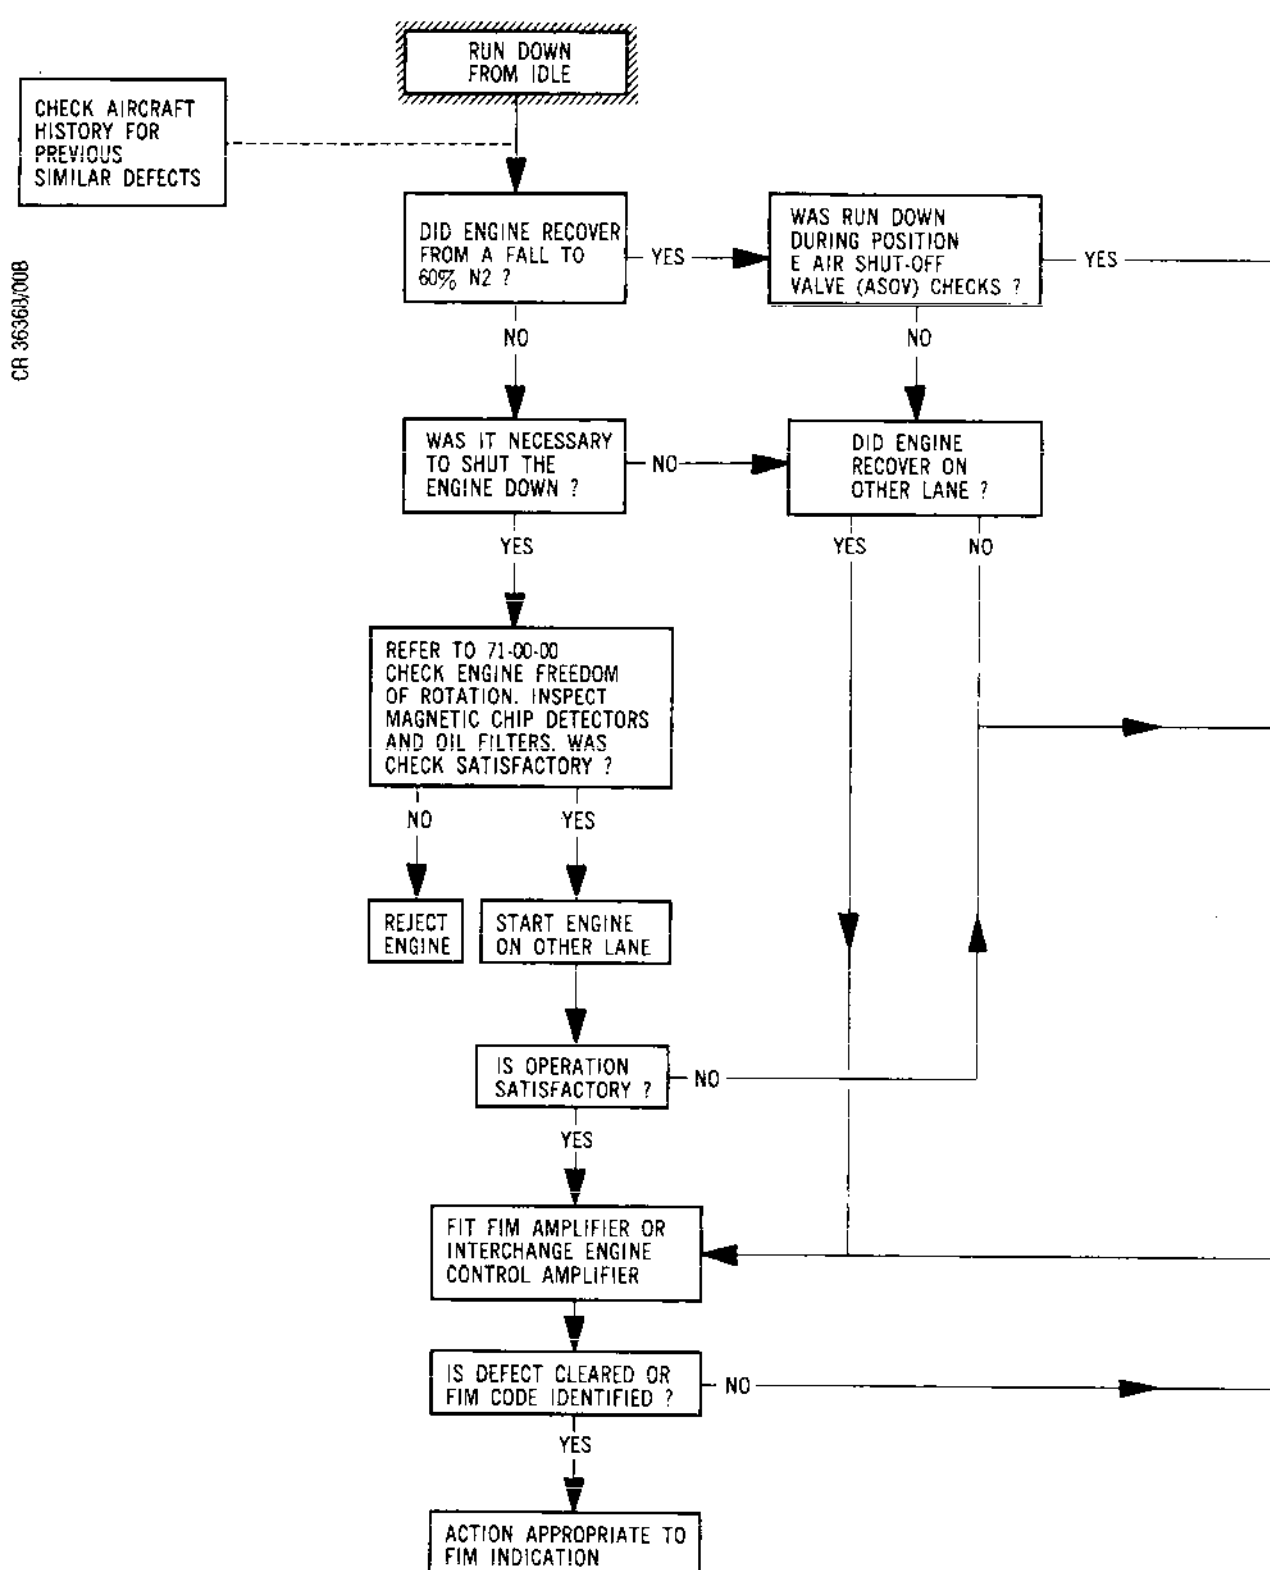 RUN DOWN
FROM IDLE
CHECK AIRCRAFT
HISTORY FOR
PREVIOUS
SIMILAR DEFECTS
CR 3636B/00B
DID ENGINE RECOVER
FROM A FALL TO
60% N2 ?
YES
WAS RUN DOWN
DURING POSITION
E AIR SHUT-OFF
VALVE (ASOV) CHECKS ?
YES
NO
NO
WAS IT NECESSARY
TO SHUT THE
ENGINE DOWN ?
NO
DID ENGINE
RECOVER ON
OTHER LANE ?
YES
YES
NO
REFER TO 71-00-00
CHECK ENGINE FREEDOM
OF ROTATION. INSPECT
MAGNETIC CHIP DETECTORS
AND OIL FILTERS. WAS
CHECK SATISFACTORY ?
NO
YES
REJECT
ENGINE
START ENGINE
ON OTHER LANE
IS OPERATION
SATISFACTORY ?
NO
YES
FIT FIM AMPLIFIER OR
INTERCHANGE ENGINE
CONTROL AMPLIFIER
IS DEFECT CLEARED OR
FIM CODE IDENTIFIED ?
NO
YES
ACTION APPROPRIATE TO
FIM INDICATION